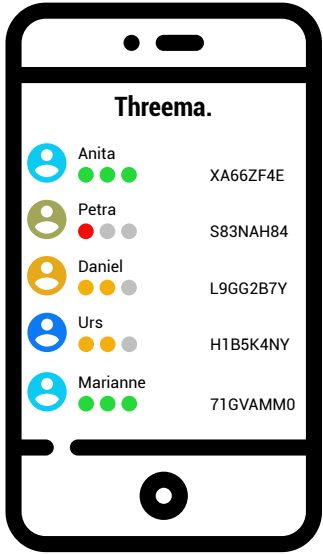 Threema.
Anita
XA66ZF4E
Petra
S83NAH84
Daniel
L9GG2B7Y
Urs
H1B5K4NY
Marianne
71GVAMM0